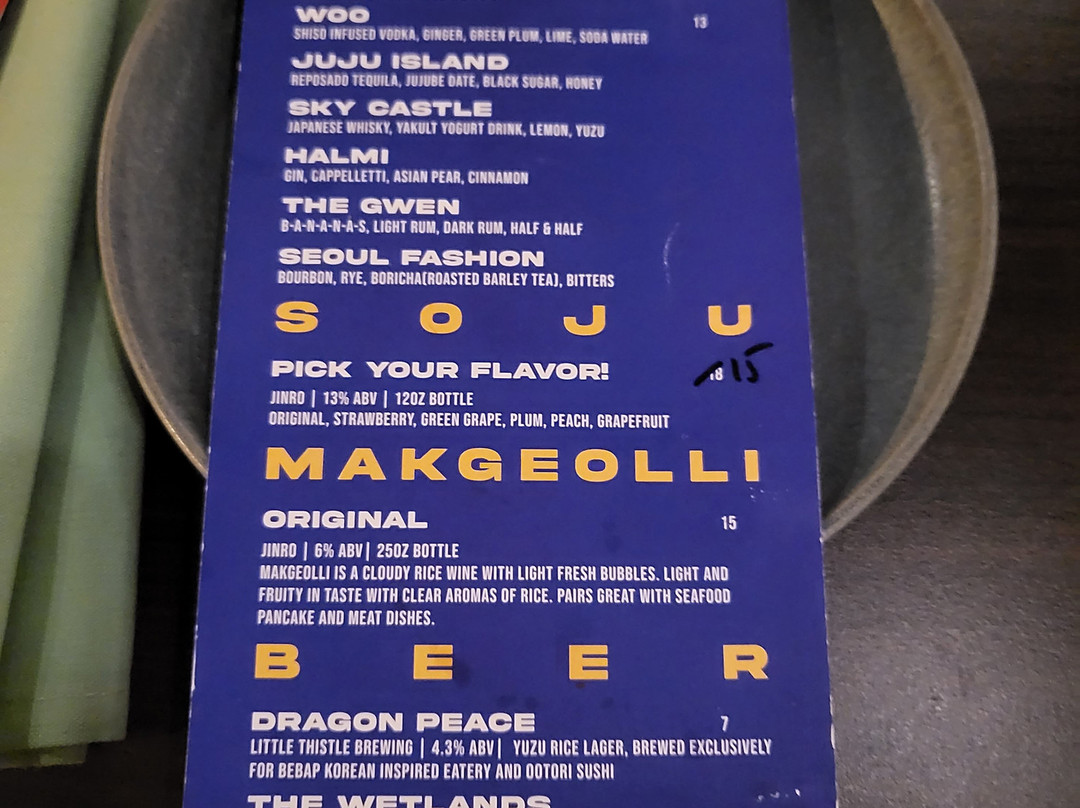 WOO 13
SHISO INFUSED VODKA, GINGER, GREEN PLUM, LIME, SODA WATER
JUJU ISLAND
REPOSADO TEQUILA, JUJUBE DATE, BLACK SUGAR, HONEY
SKY CASTLE
JAPANESE WHISKY, YAKULT YOGURT DRINK, LEMON, YUZU
HALMI
GIN, CAPPELLETTI, ASIAN PEAR, CINNAMON
THE GWEN
B-A-N-A-N-A-S, LIGHT RUM, DARK RUM, HALF & HALF
SEOUL FASHION
BOURBON, RYE, BORICHA(ROASTED BARLEY TEA), BITTERS
SOJU
PICK YOUR FLAVOR! 18 15
JINRO | 13% ABV | 12OZ BOTTLE
ORIGINAL, STRAWBERRY, GREEN GRAPE, PLUM, PEACH, GRAPEFRUIT
MAKGEOLLI
ORIGINAL 15
JINRO | 6% ABV | 25OZ BOTTLE
MAKGEOLLI IS A CLOUDY RICE WINE WITH LIGHT FRESH BUBBLES. LIGHT AND
FRUITY IN TASTE WITH CLEAR AROMAS OF RICE. PAIRS GREAT WITH SEAFOOD
PANCAKE AND MEAT DISHES.
BEER
DRAGON PEACE 7
LITTLE THISTLE BREWING | 4.3% ABV | YUZU RICE LAGER, BREWED EXCLUSIVELY
FOR BEBAP KOREAN INSPIRED EATERY AND OOTORI SUSHI
THE WETLANDS